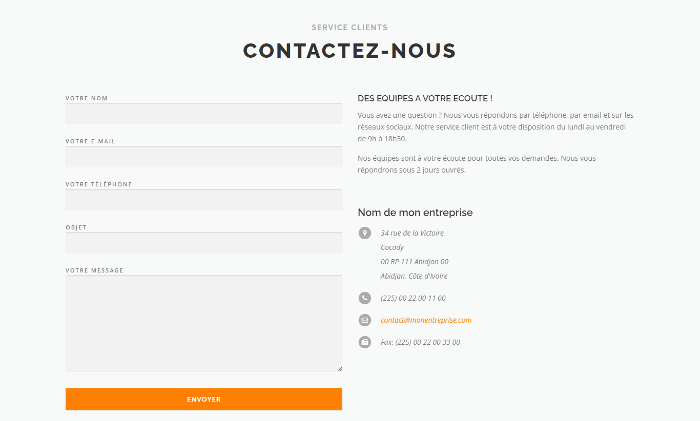 SERVICE CLIENTS
CONTACTEZ-NOUS
VOTRE NOM
VOTRE E-MAIL
VOTRE TÉLÉPHONE
OBJET
VOTRE MESSAGE
ENVOYER
DES EQUIPES A VOTRE ECOUTE !
Vous avez une question ? Nous vous répondons par téléphone, par email et sur les
réseaux sociaux. Notre service client est à votre disposition du lundi au vendredi
de 9h à 18h30.
Nos équipes sont à votre écoute pour toutes vos demandes. Nous vous
répondrons sous 2 jours ouvrés.
Nom de mon entreprise
34 rue de la Victoire
Cocody
00 BP 111 Abidjan 00
Abidjan, Côte d'Ivoire
(225) 00 22 00 11 00
contact@monentreprise.com
Fax: (225) 00 22 00 33 00